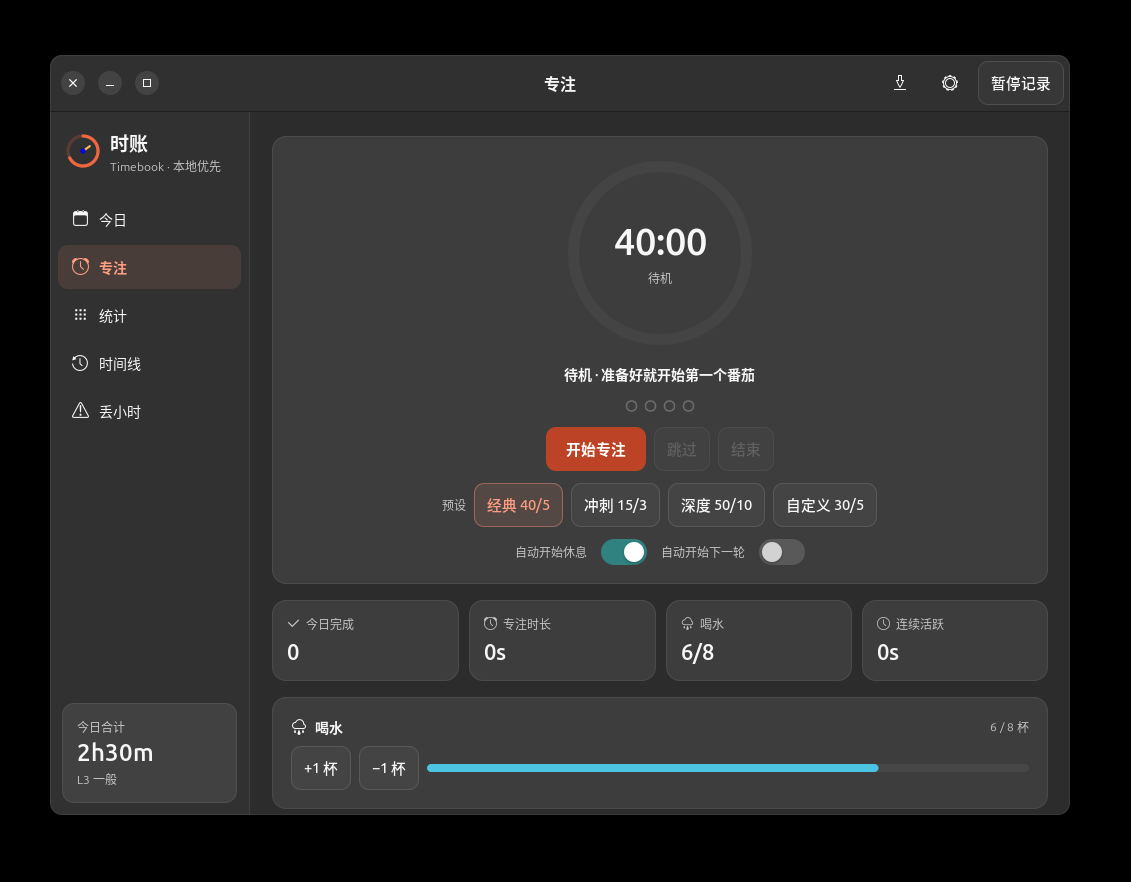 专注
暂停记录
时账
Timebook · 本地优先
今日
专注
统计
时间线
丢小时
今日合计
2h30m
L3 一般
40:00
待机
待机 · 准备好就开始第一个番茄
开始专注 跳过 结束
预设 经典 40/5 冲刺 15/3 深度 50/10 自定义 30/5
自动开始休息 自动开始下一轮
今日完成
0
专注时长
0s
喝水
6/8
连续活跃
0s
喝水
6 / 8 杯
+1 杯 −1 杯